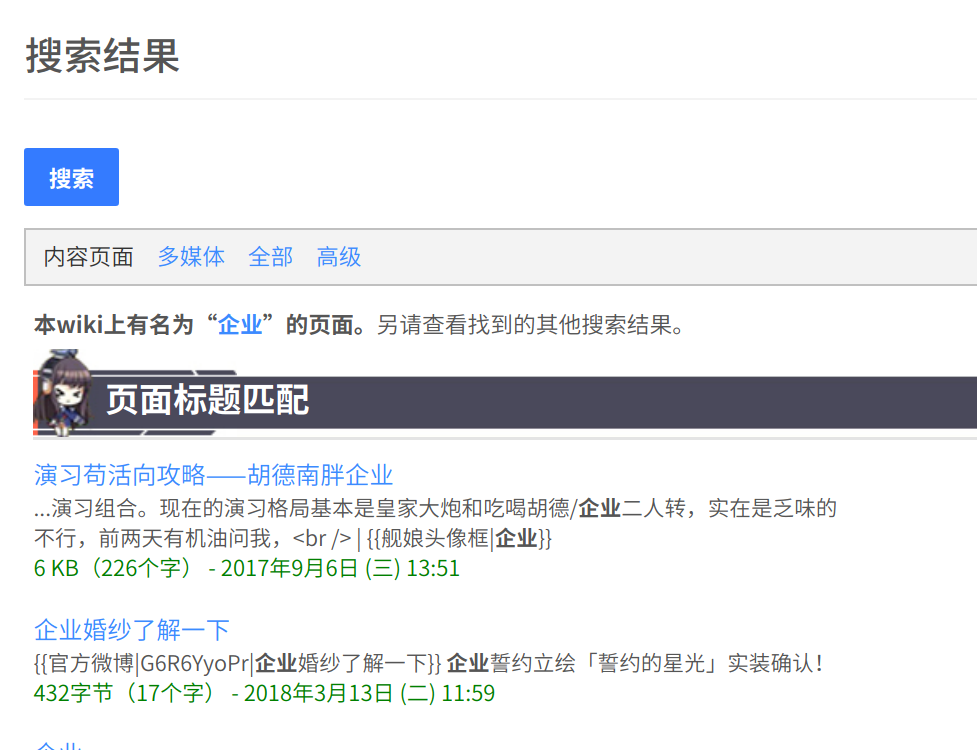 搜索结果
搜索
内容页面 多媒体 全部 高级
本wiki上有名为“企业”的页面。另请查看找到的其他搜索结果。
页面标题匹配
演习苟活向攻略——胡德南胖企业
...演习组合。现在的演习格局基本是皇家大炮和吃喝胡德/企业二人转，实在是乏味的
不行，前两天有机油问我，<br /> | {{舰娘头像框|企业}}
6 KB（226个字） - 2017年9月6日 (三) 13:51
企业婚纱了解一下
{{官方微博|G6R6YyoPr|企业婚纱了解一下}} 企业誓约立绘「誓约的星光」实装确认！
432字节（17个字） - 2018年3月13日 (二) 11:59
企业